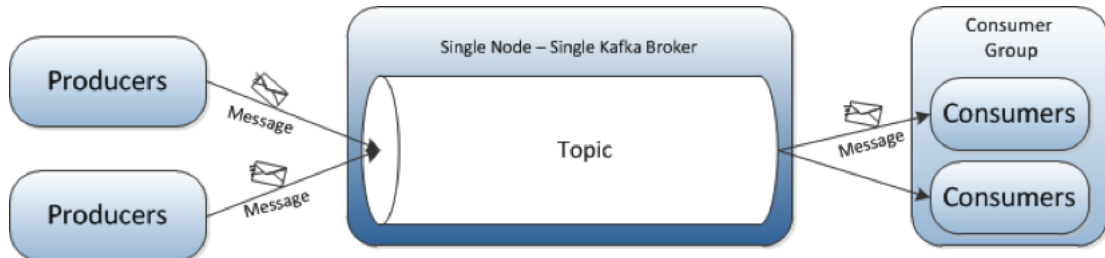 Producers
Message
Producers
Message
Single Node – Single Kafka Broker
Topic
Message
Consumer
Group
Consumers
Consumers